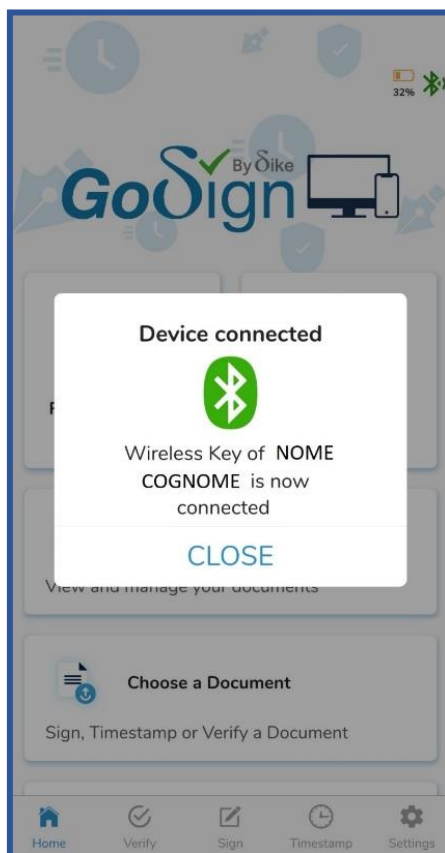 32%
By Dike
GoSign
Device connected
F
Wireless Key of NOME
COGNOME is now
connected
CLOSE
View and manage your documents
Choose a Document
Sign, Timestamp or Verify a Document
Home Verify Sign Timestamp Settings